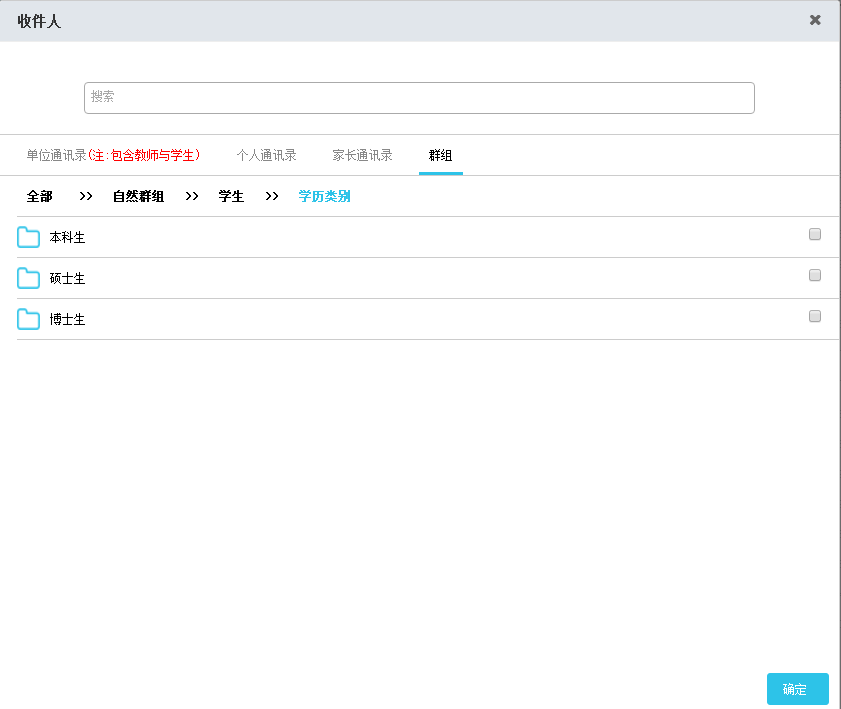 收件人
搜索
单位通讯录(注:包含教师与学生) 个人通讯录 家长通讯录 群组
全部 >> 自然群组 >> 学生 >> 学历类别
本科生
硕士生
博士生
确定